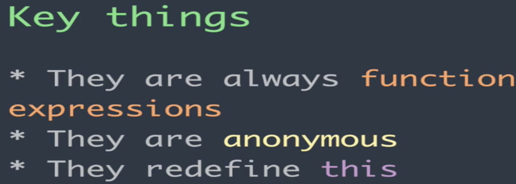 Key things
* They are always function
expressions
* They are anonymous
* They redefine this